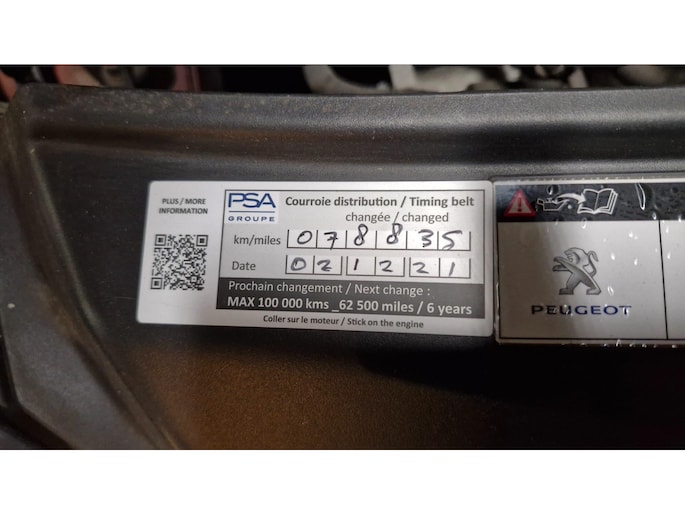 PLUS / MORE
INFORMATION
PSA
GROUPE
Courroie distribution / Timing belt
changée / changed
km/miles 078835
Date 021221
Prochain changement / Next change :
MAX 100 000 kms _62 500 miles / 6 years
Coller sur le moteur / Stick on the engine
PEUGEOT